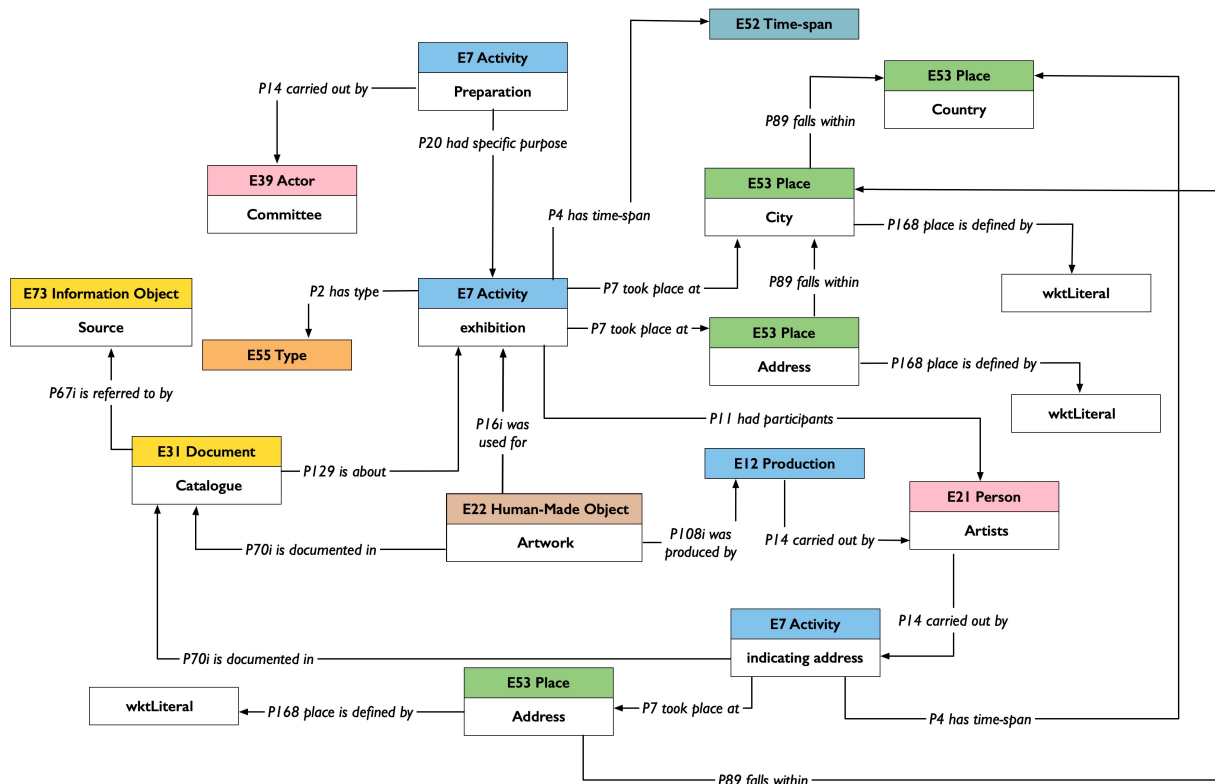 E52 Time-span
E7 Activity
Preparation
P14 carried out by
E53 Place
Country
P89 falls within
P20 had specific purpose
E39 Actor
Committee
E53 Place
City
P4 has time-span
P168 place is defined by
E73 Information Object
Source
P2 has type
E7 Activity
exhibition
P7 took place at
P89 falls within
wktLiteral
P7 took place at
E53 Place
Address
E55 Type
P168 place is defined by
P67i is referred to by
wktLiteral
P16i was
used for
P11 had participants
E31 Document
Catalogue
P129 is about
E12 Production
E22 Human-Made Object
Artwork
E21 Person
Artists
P70i is documented in
P108i was
produced by
P14 carried out by
E7 Activity
indicating address
P14 carried out by
P70i is documented in
E53 Place
Address
wktLiteral
P168 place is defined by
P7 took place at
P4 has time-span
P89 falls within